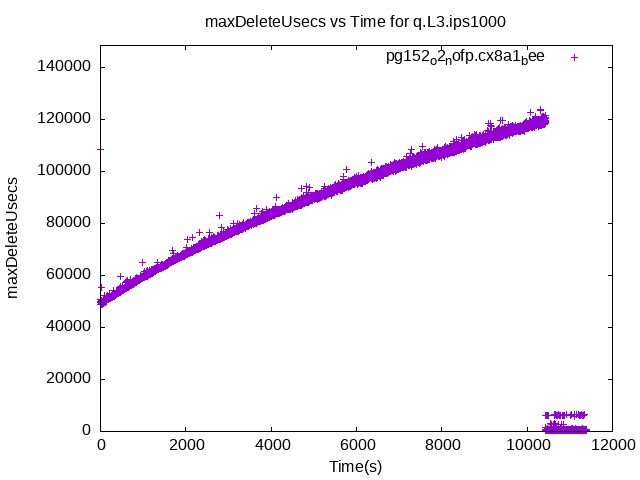 maxDeleteUsecs vs Time for q.L3.ips1000
pg152o2nofp.cx8a1bee
140000
120000
100000
80000
60000
40000
20000
0
maxDeleteUsecs
0 2000 4000 6000 8000 10000 12000
Time(s)